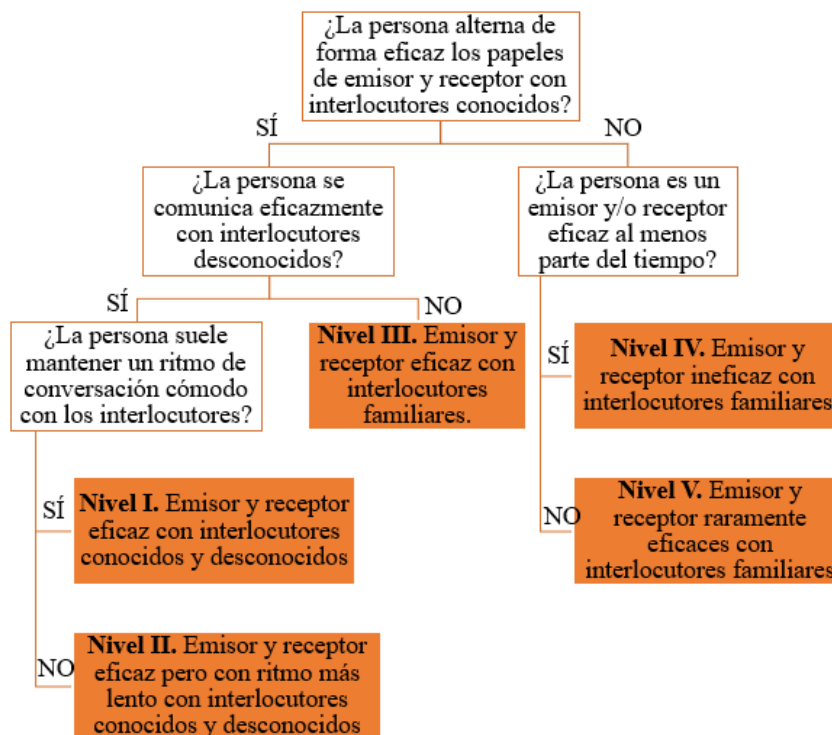 ¿La persona alterna de
forma eficaz los papeles
de emisor y receptor con
interlocutores conocidos?
SÍ
NO
¿La persona se
comunica eficazmente
con interlocutores
desconocidos?
¿La persona es un
emisor y/o receptor
eficaz al menos
parte del tiempo?
SÍ
NO
¿La persona suele
mantener un ritmo de
conversación cómodo
con los interlocutores?
Nivel III. Emisor y
receptor eficaz con
interlocutores
familiares.
SÍ
Nivel IV. Emisor y
receptor ineficaz con
interlocutores familiares
SÍ
Nivel I. Emisor y receptor
eficaz con interlocutores
conocidos y desconocidos
NO
Nivel V. Emisor y
receptor raramente
eficaces con
interlocutores familiares
NO
Nivel II. Emisor y receptor
eficaz pero con ritmo más
lento con interlocutores
conocidos y desconocidos